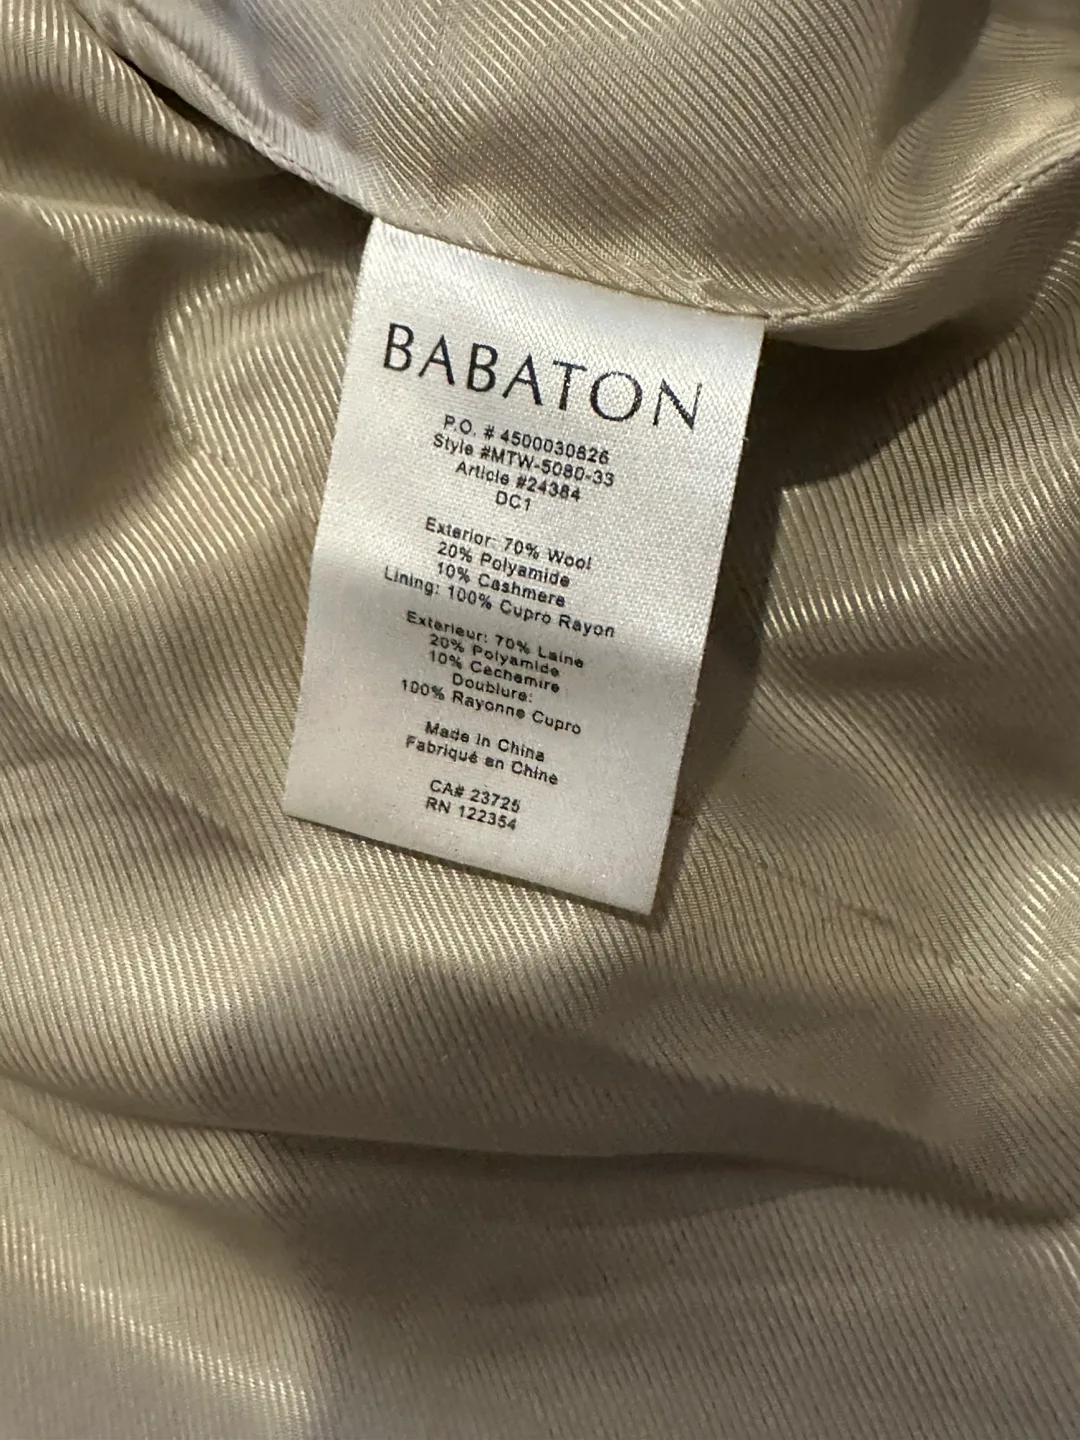 BABATON
P.O. # 4500030826
Style #MTW-5080-33
Article #24384
DC1
Exterior: 70% Wool
20% Polyamide
10% Cashmere
Lining: 100% Cupro Rayon
Exterieur: 70% Laine
20% Polyamide
10% Cachemire
Doublure:
100% Rayonne Cupro
Made In China
Fabriqué en Chine
CA# 23725
RN 122354